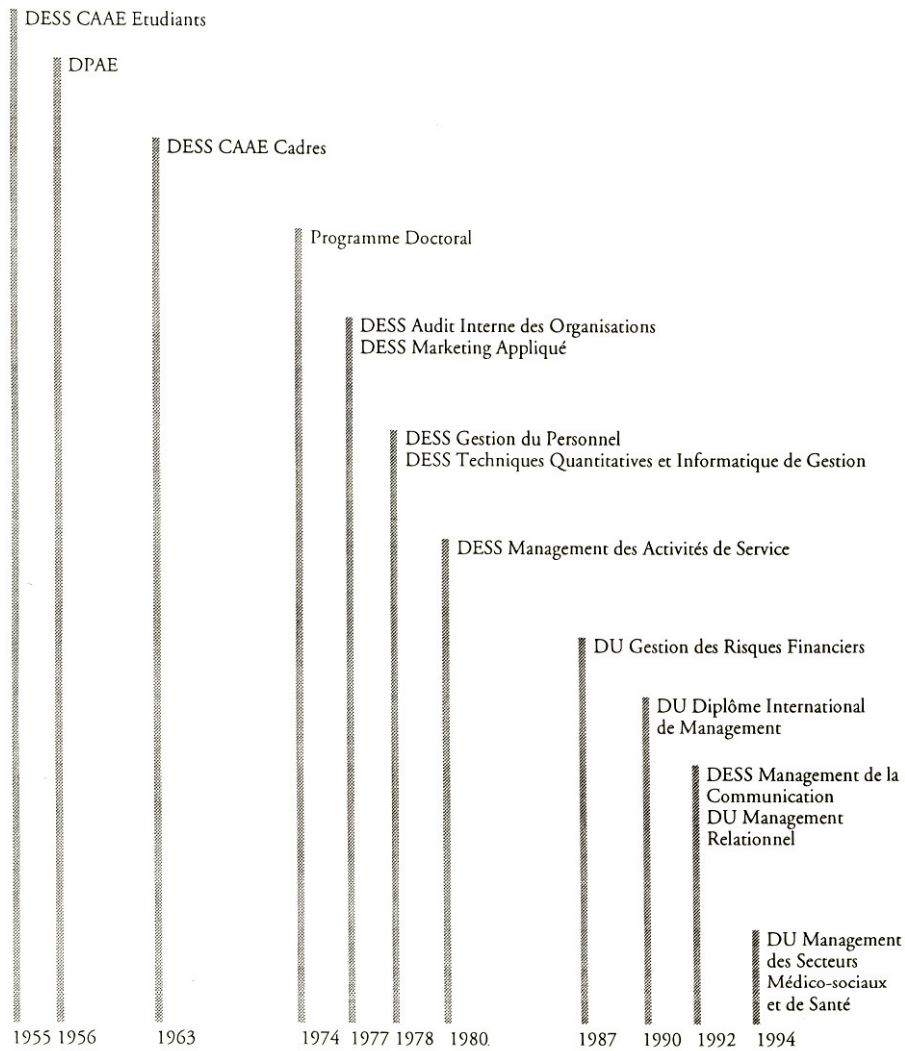 DESS CAAE Etudiants
DPAE
DESS CAAE Cadres
Programme Doctoral
DESS Audit Interne des Organisations
DESS Marketing Appliqué
DESS Gestion du Personnel
DESS Techniques Quantitatives et Informatique de Gestion
DESS Management des Activités de Service
DU Gestion des Risques Financiers
DU Diplôme International
de Management
DESS Management de la
Communication
DU Management
Relationnel
DU Management
des Secteurs
Médico-sociaux
et de Santé
1955 1956 1963 1974 1977 1978 1980 1987 1990 1992 1994